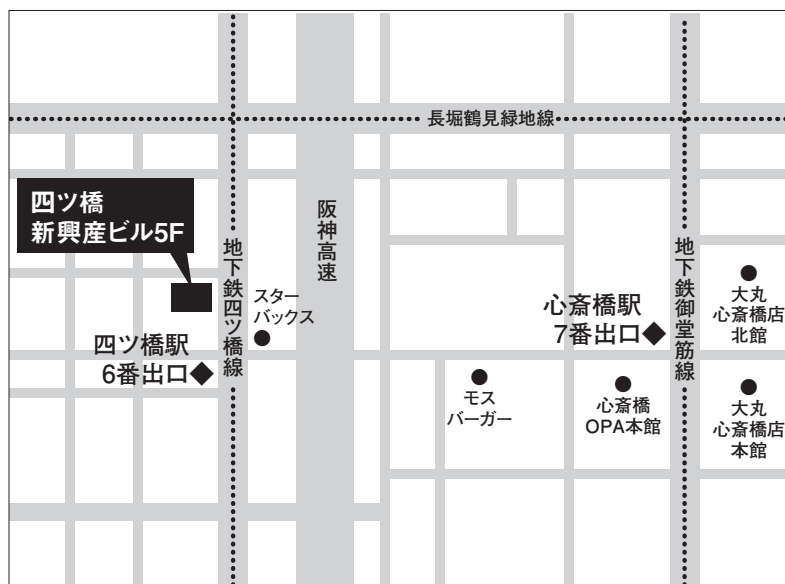 長堀鶴見緑地線
四ツ橋
新興産ビル5F
地下鉄四ツ橋線
阪神高速
スター
バックス
四ツ橋駅
6番出口◆
心斎橋駅
7番出口◆
地下鉄御堂筋線
大丸
心斎橋店
北館
モス
バーガー
心斎橋
OPA本館
大丸
心斎橋店
本館